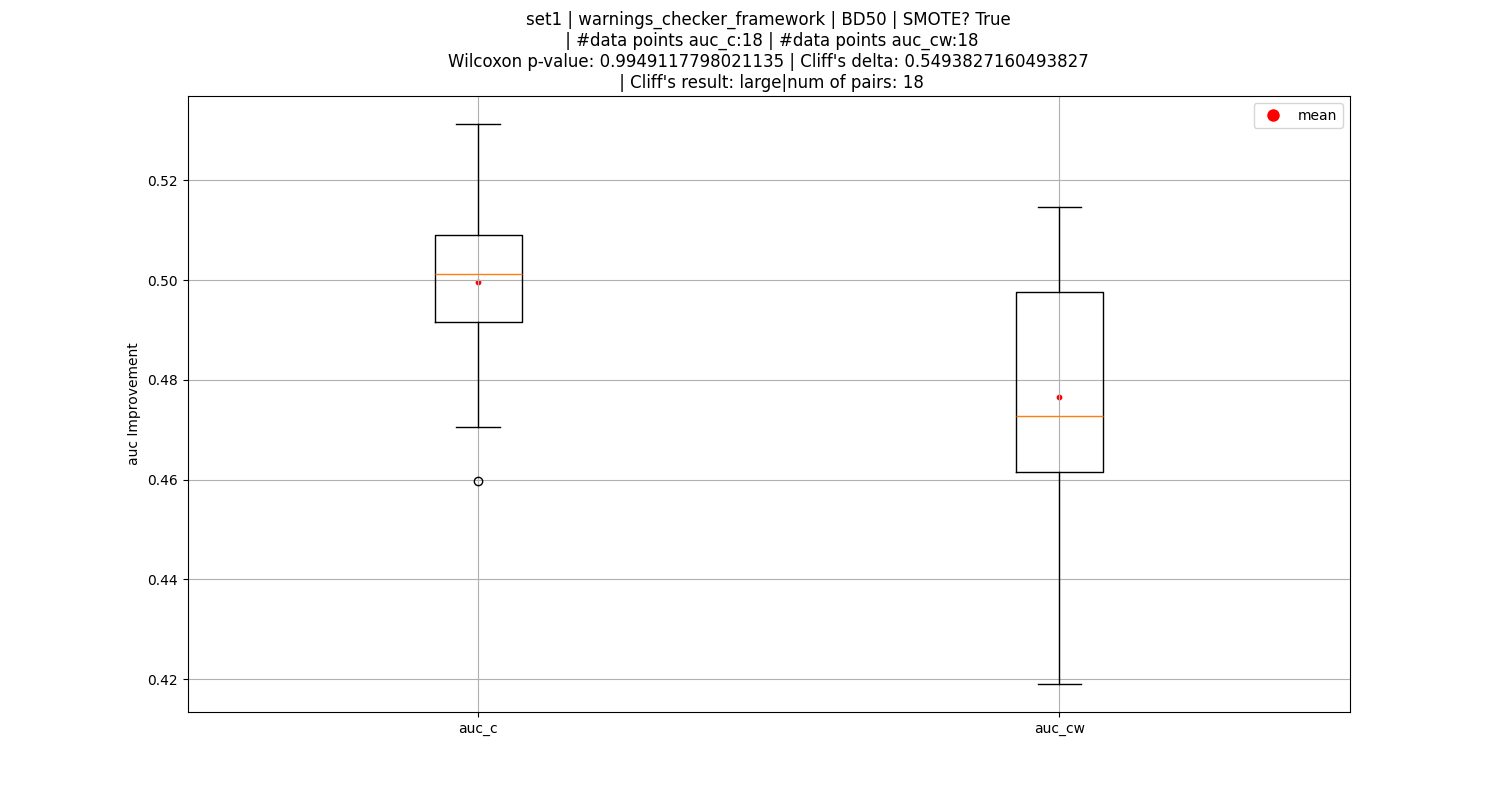 set1 | warnings_checker_framework | BD50 | SMOTE? True
| #data points auc_c:18 | #data points auc_cw:18
Wilcoxon p-value: 0.9949117798021135 | Cliff's delta: 0.5493827160493827
| Cliff's result: large|num of pairs: 18
mean
auc Improvement
0.52
0.50
0.48
0.46
0.44
0.42
auc_c
auc_cw